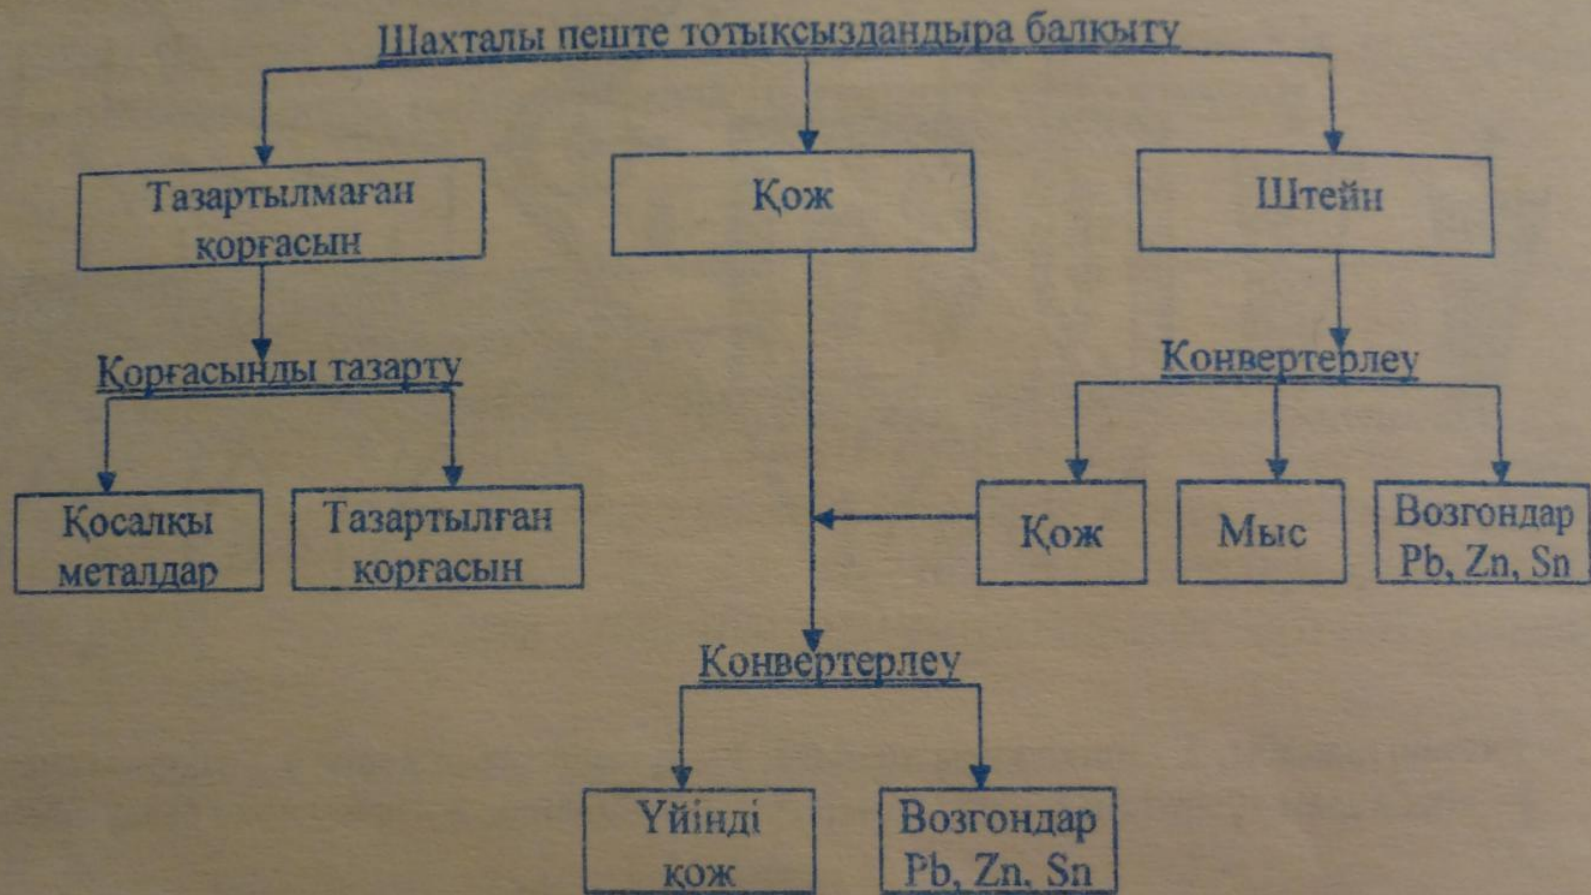 Шахталы пеште тотықсыздандыра балқыту
Тазартылмаған
қорғасын
Қож
Штейн
Қорғасынды тазарту
Конвертерлеу
Қосалқы
металдар
Тазартылған
қорғасын
Қож
Мыс
Возгондар
Pb, Zn, Sn
Конвертерлеу
Үйінді
қож
Возгондар
Pb, Zn, Sn